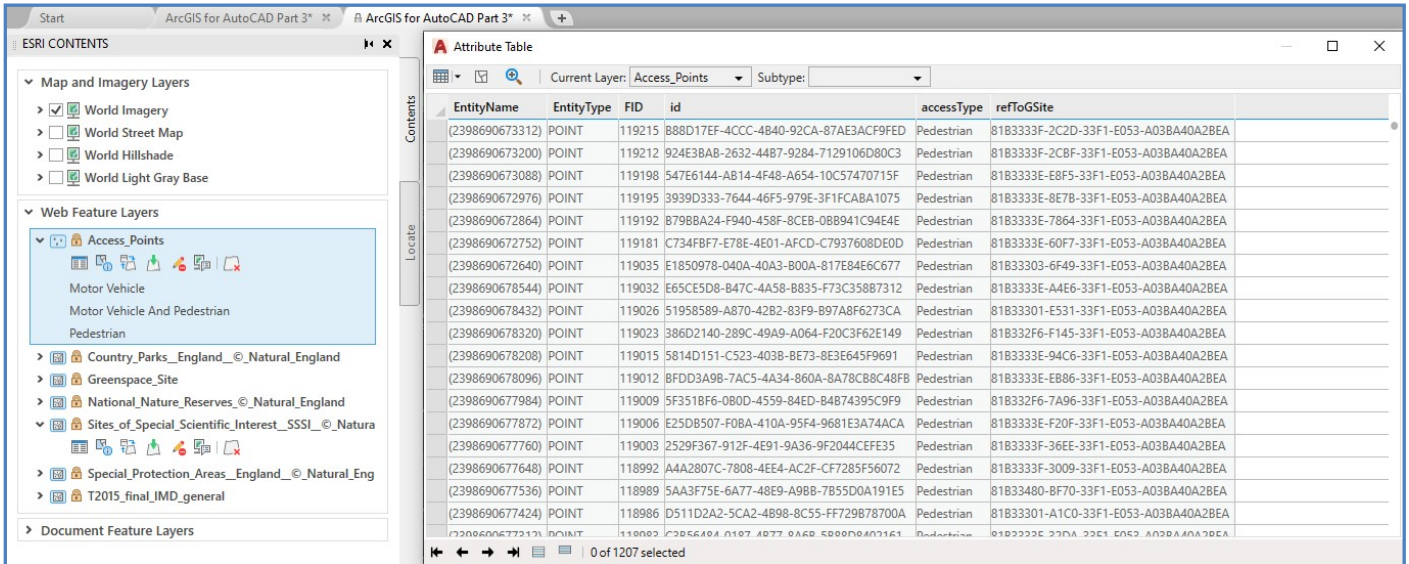 Start
ArcGIS for AutoCAD Part 3*
ArcGIS for AutoCAD Part 3*
ESRI CONTENTS
Map and Imagery Layers
World Imagery
World Street Map
World Hillshade
World Light Gray Base
Web Feature Layers
Access_Points
Motor Vehicle
Motor Vehicle And Pedestrian
Pedestrian
Country_Parks__England__©_Natural_England
Greenspace_Site
National_Nature_Reserves_©_Natural_England
Sites_of_Special_Scientific_Interest__SSSI__©_Natura
Special_Protection_Areas__England__©_Natural_Eng
T2015_final_IMD_general
Document Feature Layers
Contents
Locate
Attribute Table
Current Layer: Access_Points Subtype:
EntityName EntityType FID id accessType refToGSite
(2398690673312) POINT 119215 B88D17EF-4CCC-4B40-92CA-87AE3ACF9FED Pedestrian 81B3333F-2C2D-33F1-E053-A03BA40A2BEA
(2398690673200) POINT 119212 924E3BAB-2632-44B7-9284-7129106D80C3 Pedestrian 81B3333F-2CBF-33F1-E053-A03BA40A2BEA
(2398690673088) POINT 119198 547E6144-AB14-4F48-A654-10C57470715F Pedestrian 81B3333E-E8F5-33F1-E053-A03BA40A2BEA
(2398690672976) POINT 119195 3939D333-7644-46F5-979E-3F1FCABA1075 Pedestrian 81B3333E-8E7B-33F1-E053-A03BA40A2BEA
(2398690672864) POINT 119192 B79BBA24-F940-458F-8CEB-0BB941C94E4E Pedestrian 81B3333E-7864-33F1-E053-A03BA40A2BEA
(2398690672752) POINT 119181 C734FBF7-E78E-4E01-AFCD-C7937608DE0D Pedestrian 81B3333E-60F7-33F1-E053-A03BA40A2BEA
(2398690672640) POINT 119035 E1850978-040A-40A3-B00A-817E84E6C677 Pedestrian 81B33303-6F49-33F1-E053-A03BA40A2BEA
(2398690678544) POINT 119032 E65CE5D8-B47C-4A58-B835-F73C358B7312 Pedestrian 81B3333E-A4E6-33F1-E053-A03BA40A2BEA
(2398690678432) POINT 119026 51958589-A870-42B2-83F9-B97A8F6273CA Pedestrian 81B33301-E531-33F1-E053-A03BA40A2BEA
(2398690678320) POINT 119023 386D2140-289C-49A9-A064-F20C3F62E149 Pedestrian 81B332F6-F145-33F1-E053-A03BA40A2BEA
(2398690678208) POINT 119015 5814D151-C523-403B-BE73-8E3E645F9691 Pedestrian 81B3333E-94C6-33F1-E053-A03BA40A2BEA
(2398690678096) POINT 119012 BFDD3A9B-7AC5-4A34-860A-8A78CB8C48FB Pedestrian 81B3333E-EB86-33F1-E053-A03BA40A2BEA
(2398690677984) POINT 119009 5F351BF6-0B0D-4559-84ED-B4B74395C9F9 Pedestrian 81B332F6-7A96-33F1-E053-A03BA40A2BEA
(2398690677872) POINT 119006 E25DB507-F0BA-410A-95F4-9681E3A74ACA Pedestrian 81B3333E-F20F-33F1-E053-A03BA40A2BEA
(2398690677760) POINT 119003 2529F367-912F-4E91-9A36-9F2044CEFE35 Pedestrian 81B3333F-36EE-33F1-E053-A03BA40A2BEA
(2398690677648) POINT 118992 A4A2807C-7808-4EE4-AC2F-CF7285F56072 Pedestrian 81B3333F-3009-33F1-E053-A03BA40A2BEA
(2398690677536) POINT 118989 5AA3F75E-6A77-48E9-A9BB-7B55D0A191E5 Pedestrian 81B33480-BF70-33F1-E053-A03BA40A2BEA
(2398690677424) POINT 118986 D511D2A2-5CA2-4B98-8C55-FF729B78700A Pedestrian 81B33301-A1C0-33F1-E053-A03BA40A2BEA
(2398690677312) POINT 118983 Pedestrian
0 of 1207 selected